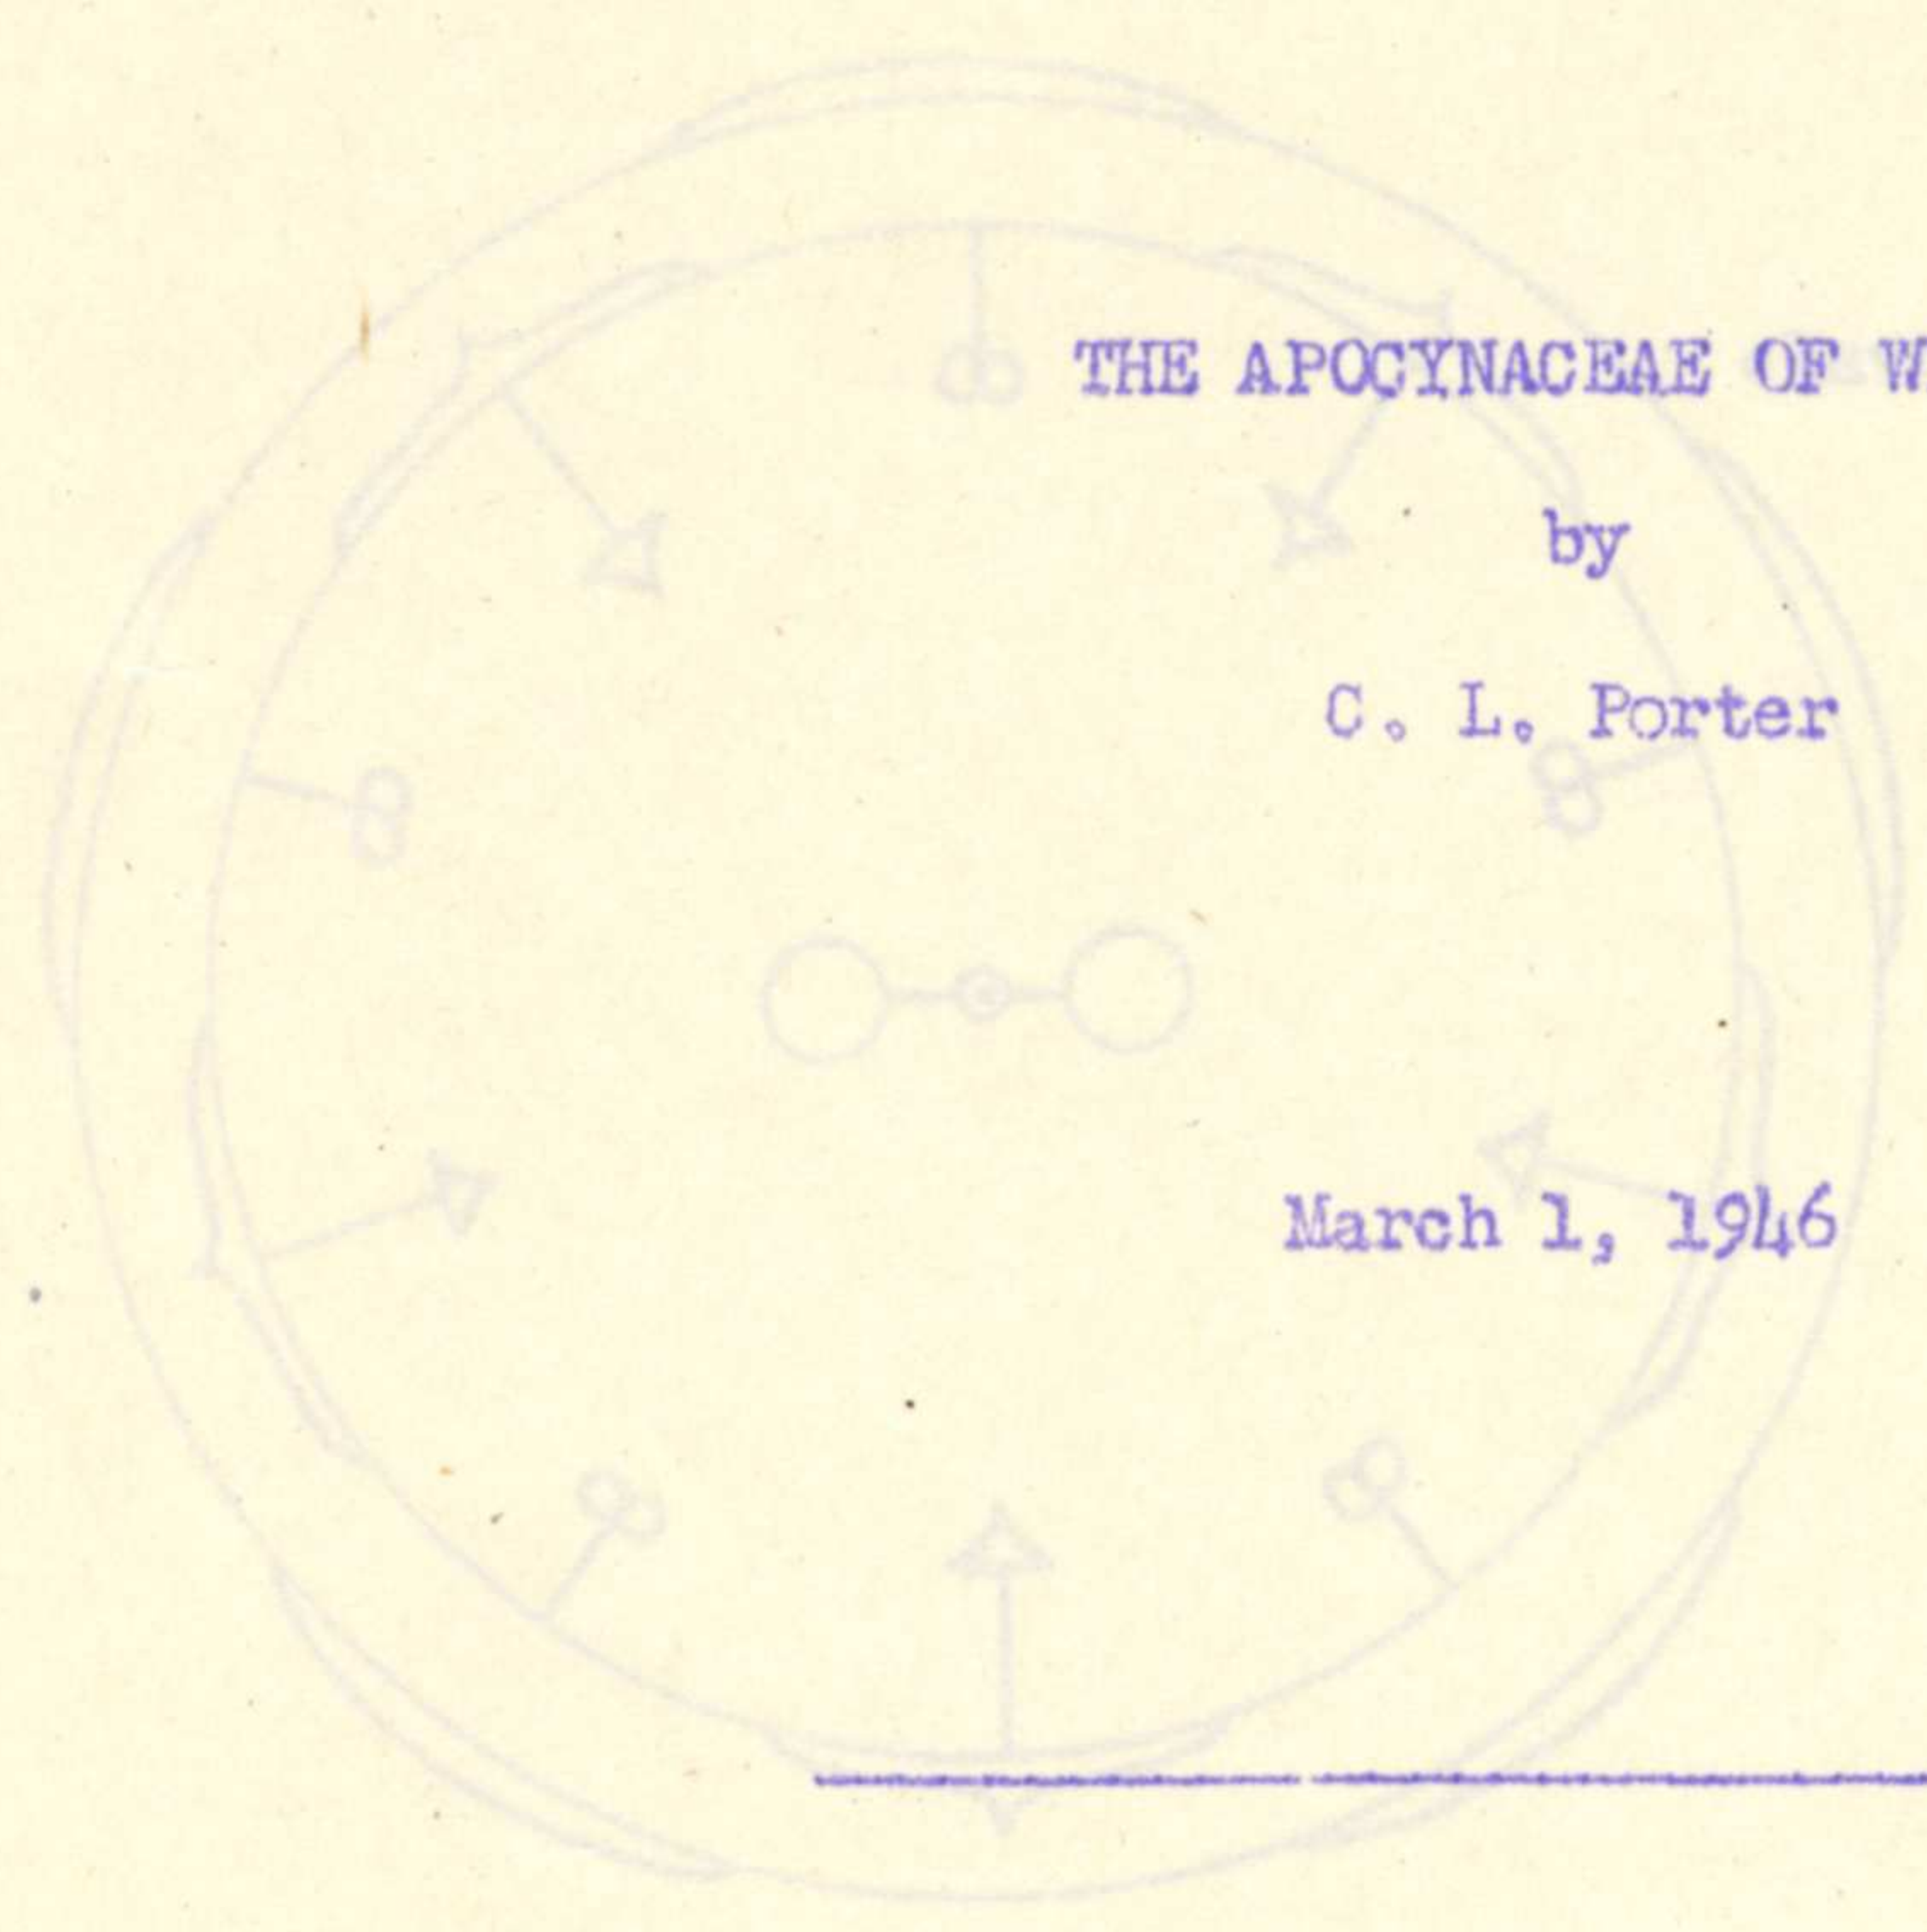 THE APOCYNACEAE OF W
by
C. L. Porter
March 1, 1946